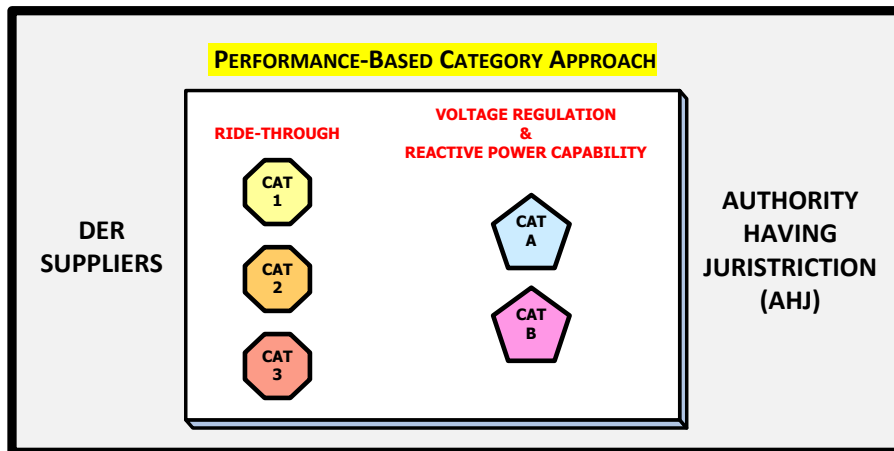 PERFORMANCE-BASED CATEGORY APPROACH
RIDE-THROUGH
CAT
1
CAT
2
CAT
3
VOLTAGE REGULATION
&
REACTIVE POWER CAPABILITY
CAT
A
CAT
B
DER
SUPPLIERS
AUTHORITY
HAVING
JURISTRICTION
(AHJ)